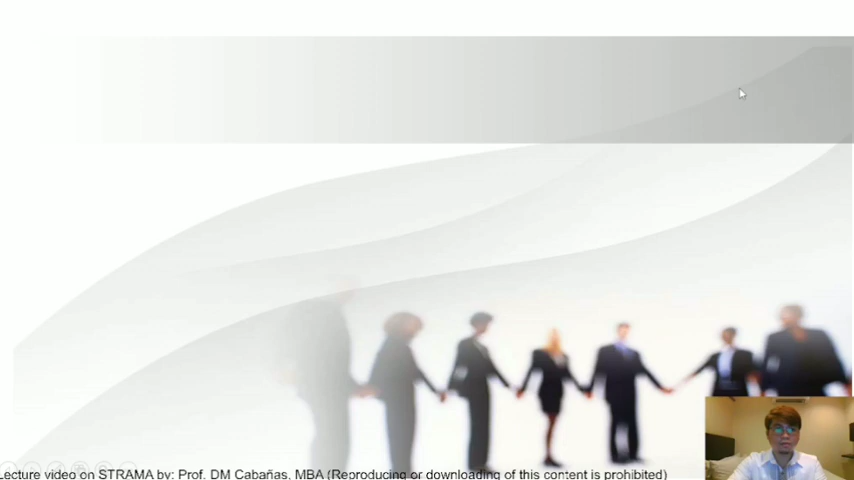 Lecture video on STRAMA by: Prof. DM Cabañas, MBA (Reproducing or downloading of this content is prohibited)